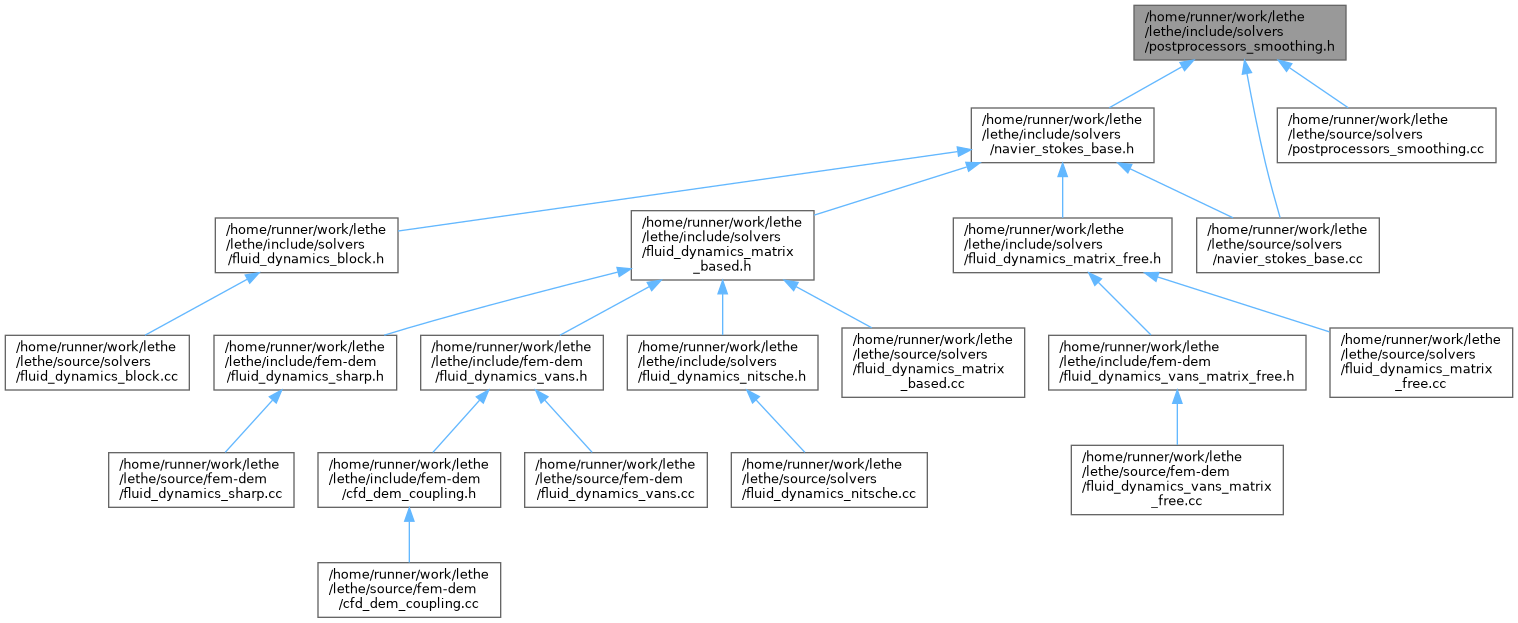 /home/runner/work/lethe
/lethe/include/solvers
/postprocessors_smoothing.h
/home/runner/work/lethe
/lethe/include/solvers
/navier_stokes_base.h
/home/runner/work/lethe
/lethe/source/solvers
/postprocessors_smoothing.cc
/home/runner/work/lethe
/lethe/include/solvers
/fluid_dynamics_block.h
/home/runner/work/lethe
/lethe/include/solvers
/fluid_dynamics_matrix
_based.h
/home/runner/work/lethe
/lethe/include/solvers
/fluid_dynamics_matrix_free.h
/home/runner/work/lethe
/lethe/source/solvers
/navier_stokes_base.cc
/home/runner/work/lethe
/lethe/source/solvers
/fluid_dynamics_block.cc
/home/runner/work/lethe
/lethe/include/fem-dem
/fluid_dynamics_sharp.h
/home/runner/work/lethe
/lethe/include/fem-dem
/fluid_dynamics_vans.h
/home/runner/work/lethe
/lethe/include/solvers
/fluid_dynamics_nitsche.h
/home/runner/work/lethe
/lethe/source/solvers
/fluid_dynamics_matrix
_based.cc
/home/runner/work/lethe
/lethe/include/fem-dem
/fluid_dynamics_vans_matrix_free.h
/home/runner/work/lethe
/lethe/source/solvers
/fluid_dynamics_matrix
_free.cc
/home/runner/work/lethe
/lethe/source/fem-dem
/fluid_dynamics_sharp.cc
/home/runner/work/lethe
/lethe/include/fem-dem
/cfd_dem_coupling.h
/home/runner/work/lethe
/lethe/source/fem-dem
/fluid_dynamics_vans.cc
/home/runner/work/lethe
/lethe/source/solvers
/fluid_dynamics_nitsche.cc
/home/runner/work/lethe
/lethe/source/fem-dem
/fluid_dynamics_vans_matrix
_free.cc
/home/runner/work/lethe
/lethe/source/fem-dem
/cfd_dem_coupling.cc